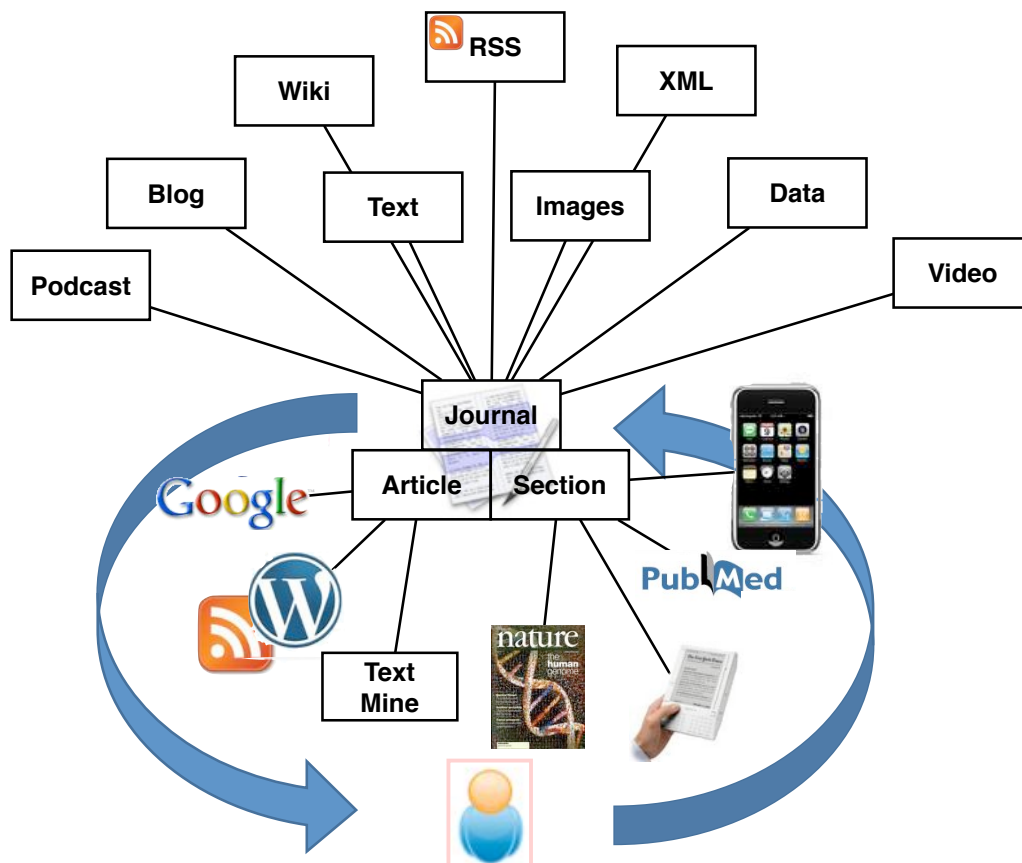 RSS
Wiki
XML
Blog
Text
Images
Data
Podcast
Video
Journal
Article
Section
Google
PubMed
W
nature
the
human
genome
Text
Mine